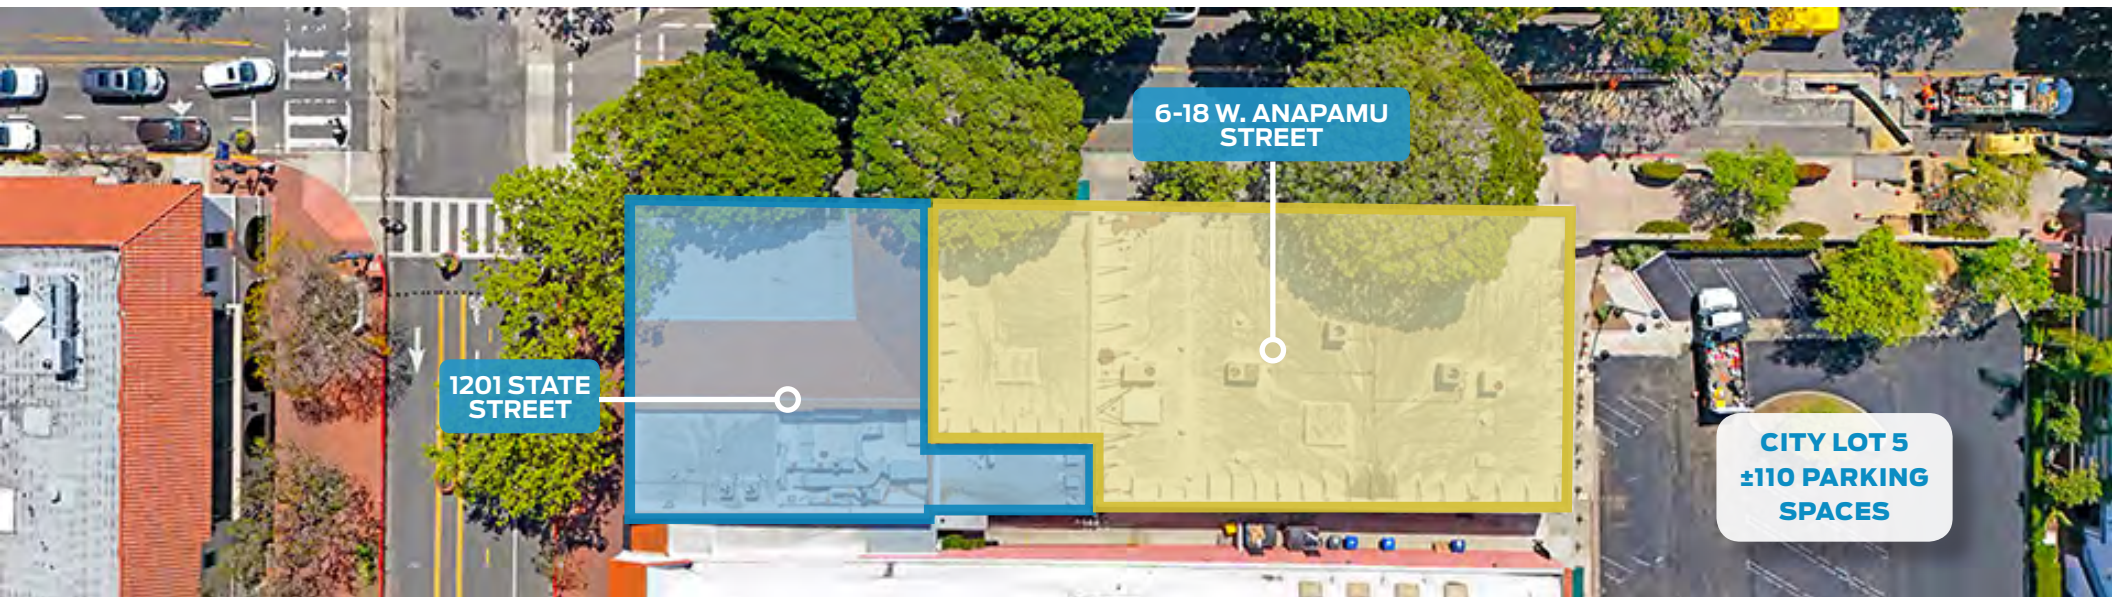 6-18 W. ANAPAMU
STREET
1201 STATE
STREET
CITY LOT 5
±110 PARKING
SPACES